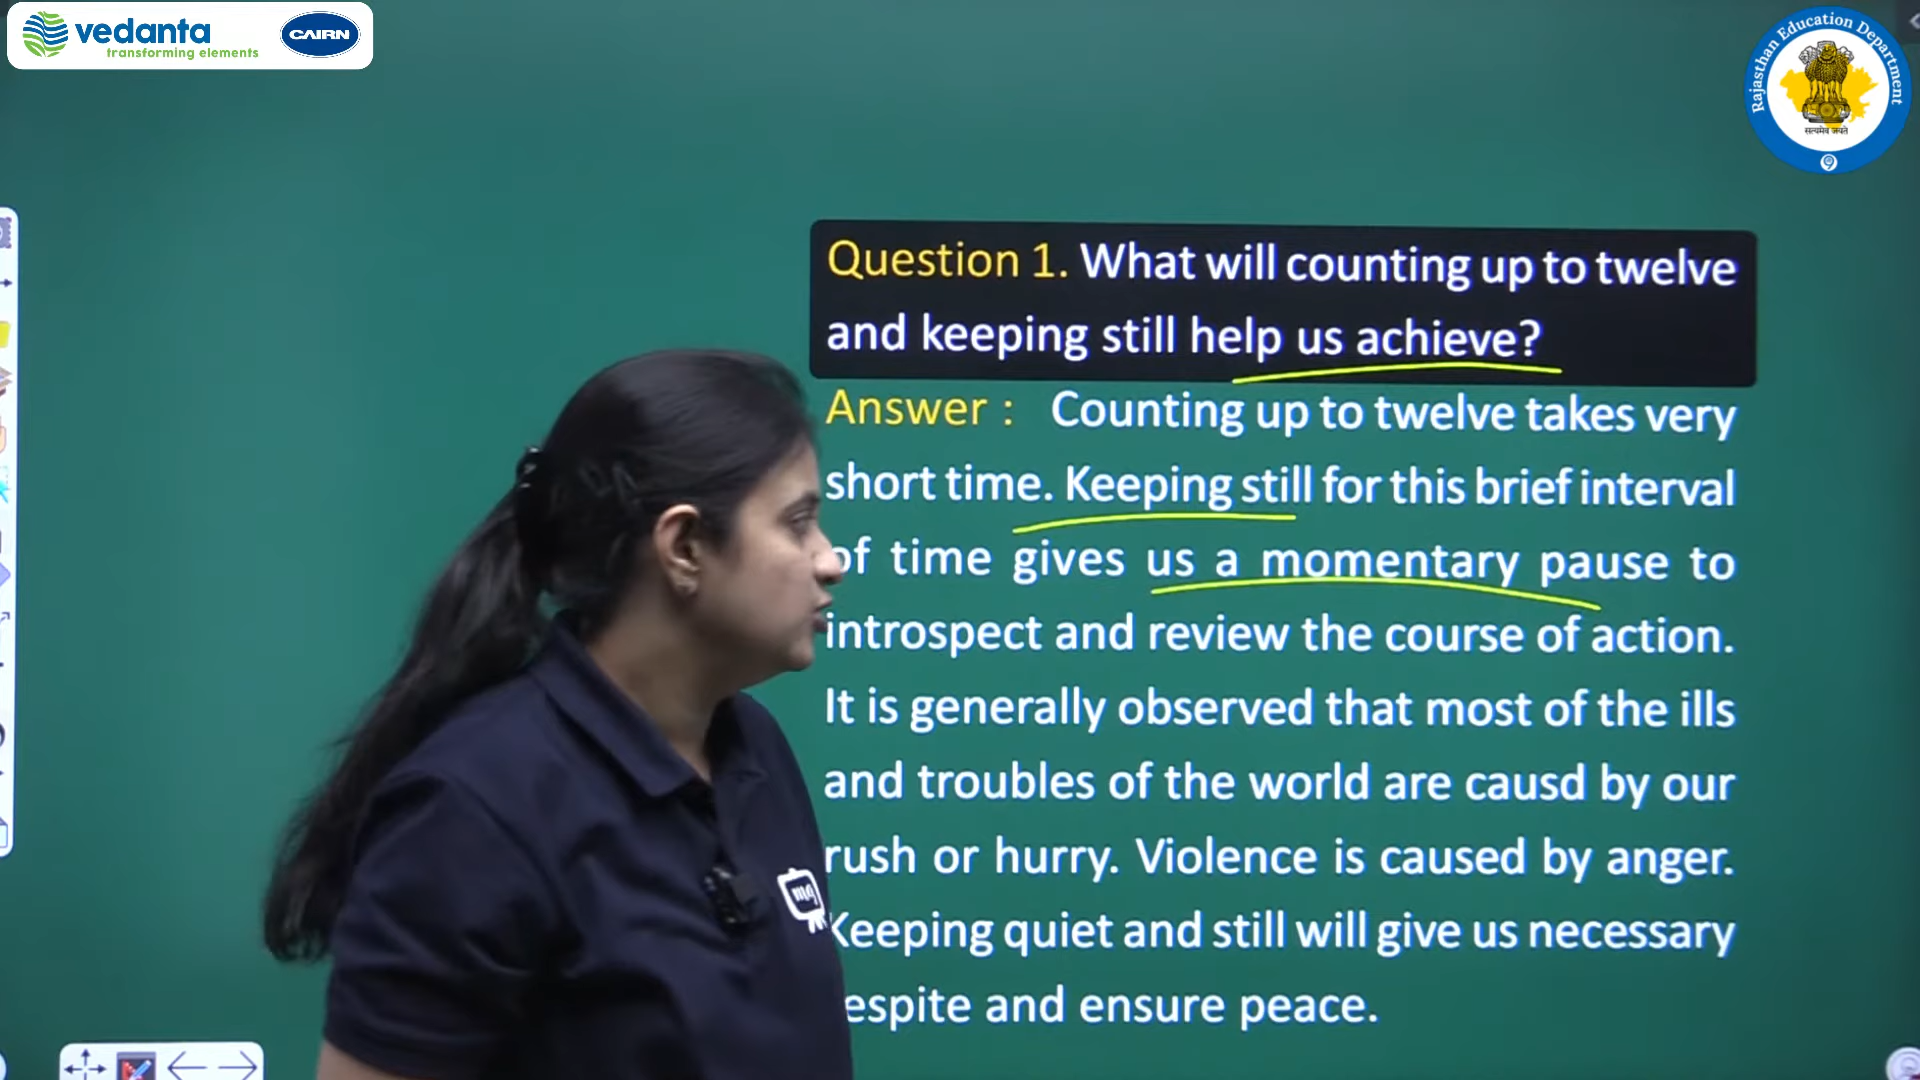 vedanta
transforming elements
CAIRN
Rajasthan Education Department
सत्यमेव जयते
Question 1. What will counting up to twelve
and keeping still help us achieve?
Answer : Counting up to twelve takes very
short time. Keeping still for this brief interval
of time gives us a momentary pause to
introspect and review the course of action.
It is generally observed that most of the ills
and troubles of the world are causd by our
rush or hurry. Violence is caused by anger.
Keeping quiet and still will give us necessary
espite and ensure peace.
mq